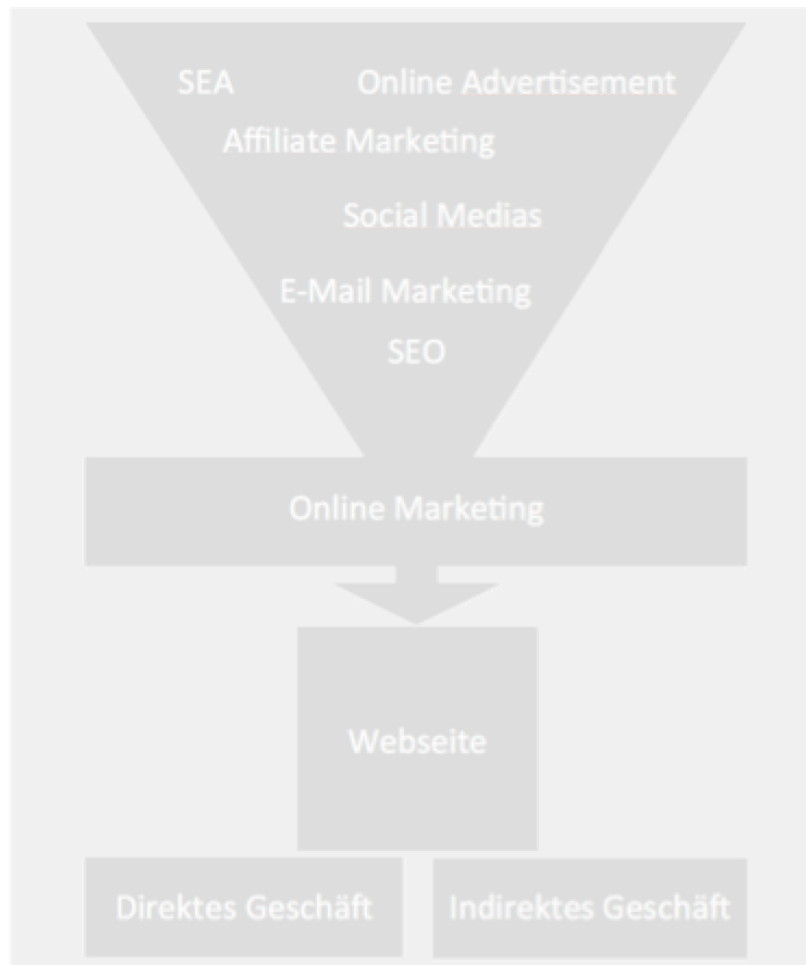 SEA Online Advertisement
Affiliate Marketing
Social Medias
E-Mail Marketing
SEO
Online Marketing
Webseite
Direktes Geschäft Indirektes Geschäft